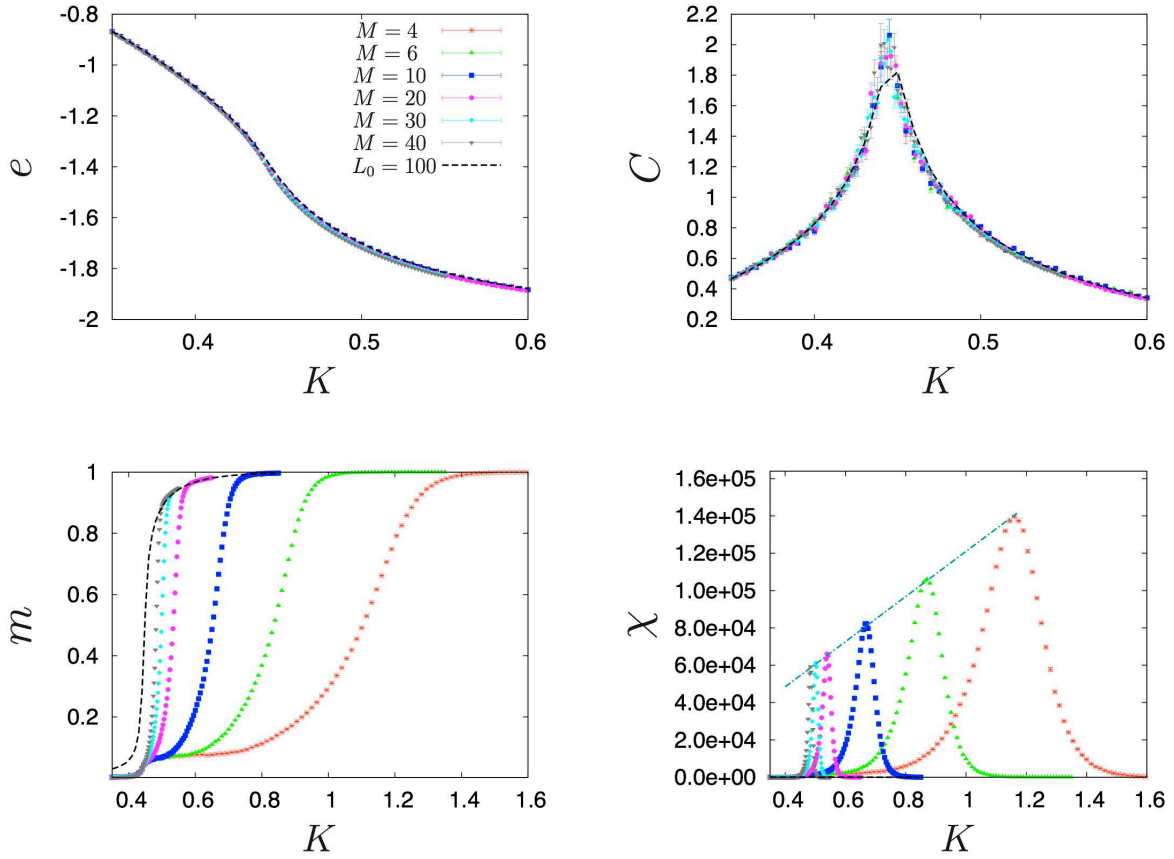 -0.8
-1
-1.2
-1.4
-1.6
-1.8
-2
e
0.4
0.5
0.6
K
M = 4
M = 6
M = 10
M = 20
M = 30
M = 40
L₀ = 100
2.2
2
1.8
1.6
1.4
1.2
1
0.8
0.6
0.4
0.2
C
0.4
0.5
0.6
K
1
0.8
0.6
0.4
0.2
m
0.4
0.6
0.8
1
1.2
1.4
1.6
K
1.6e+05
1.4e+05
1.2e+05
1.0e+05
8.0e+04
6.0e+04
4.0e+04
2.0e+04
0.0e+00
χ
0.4
0.6
0.8
1
1.2
1.4
1.6
K